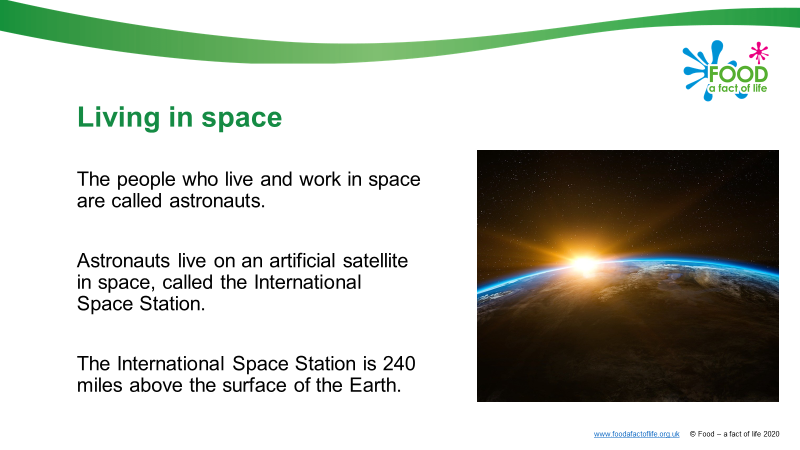 FOOD
a fact of life
Living in space
The people who live and work in space
are called astronauts.
Astronauts live on an artificial satellite
in space, called the International
Space Station.
The International Space Station is 240
miles above the surface of the Earth.
www.foodafactoflife.org.uk © Food – a fact of life 2020